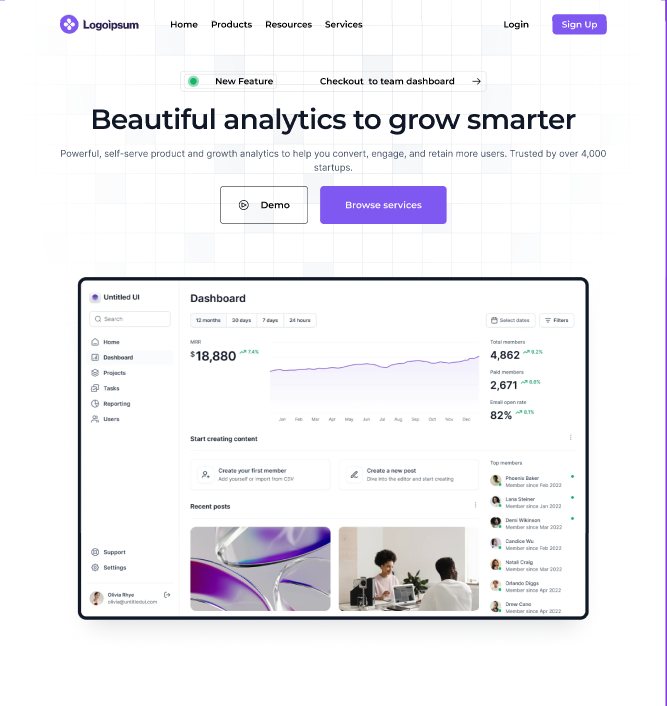 Logoipsum
Home Products Resources Services
Login Sign Up
New Feature Checkout to team dashboard
Beautiful analytics to grow smarter
Powerful, self-serve product and growth analytics to help you convert, engage, and retain more users. Trusted by over 4,000
startups.
Demo Browse services
Untitled UI
Search
Home
Dashboard
Projects
Tasks
Reporting
Users
Support
Settings
Olivia Rhye
olivia@untitledui.com
Dashboard
12 months 30 days 7 days 24 hours
Select dates Filters
MRR
$18,880 7.4%
Jan Feb Mar Apr May Jun Jul Aug Sep Oct Nov Dec
Total members
4,862 9.2%
Paid members
2,671 6.6%
Email open rate
82% 8.1%
Start creating content
Create your first member
Add yourself or import from CSV
Create a new post
Dive into the editor and start creating
Recent posts
Top members
Phoenix Baker
Member since Feb 2022
Lana Steiner
Member since Jan 2022
Demi Wilkinson
Member since Mar 2022
Candice Wu
Member since Feb 2022
Natali Craig
Member since Mar 2022
Orlando Diggs
Member since Apr 2022
Drew Cano
Member since Apr 2022